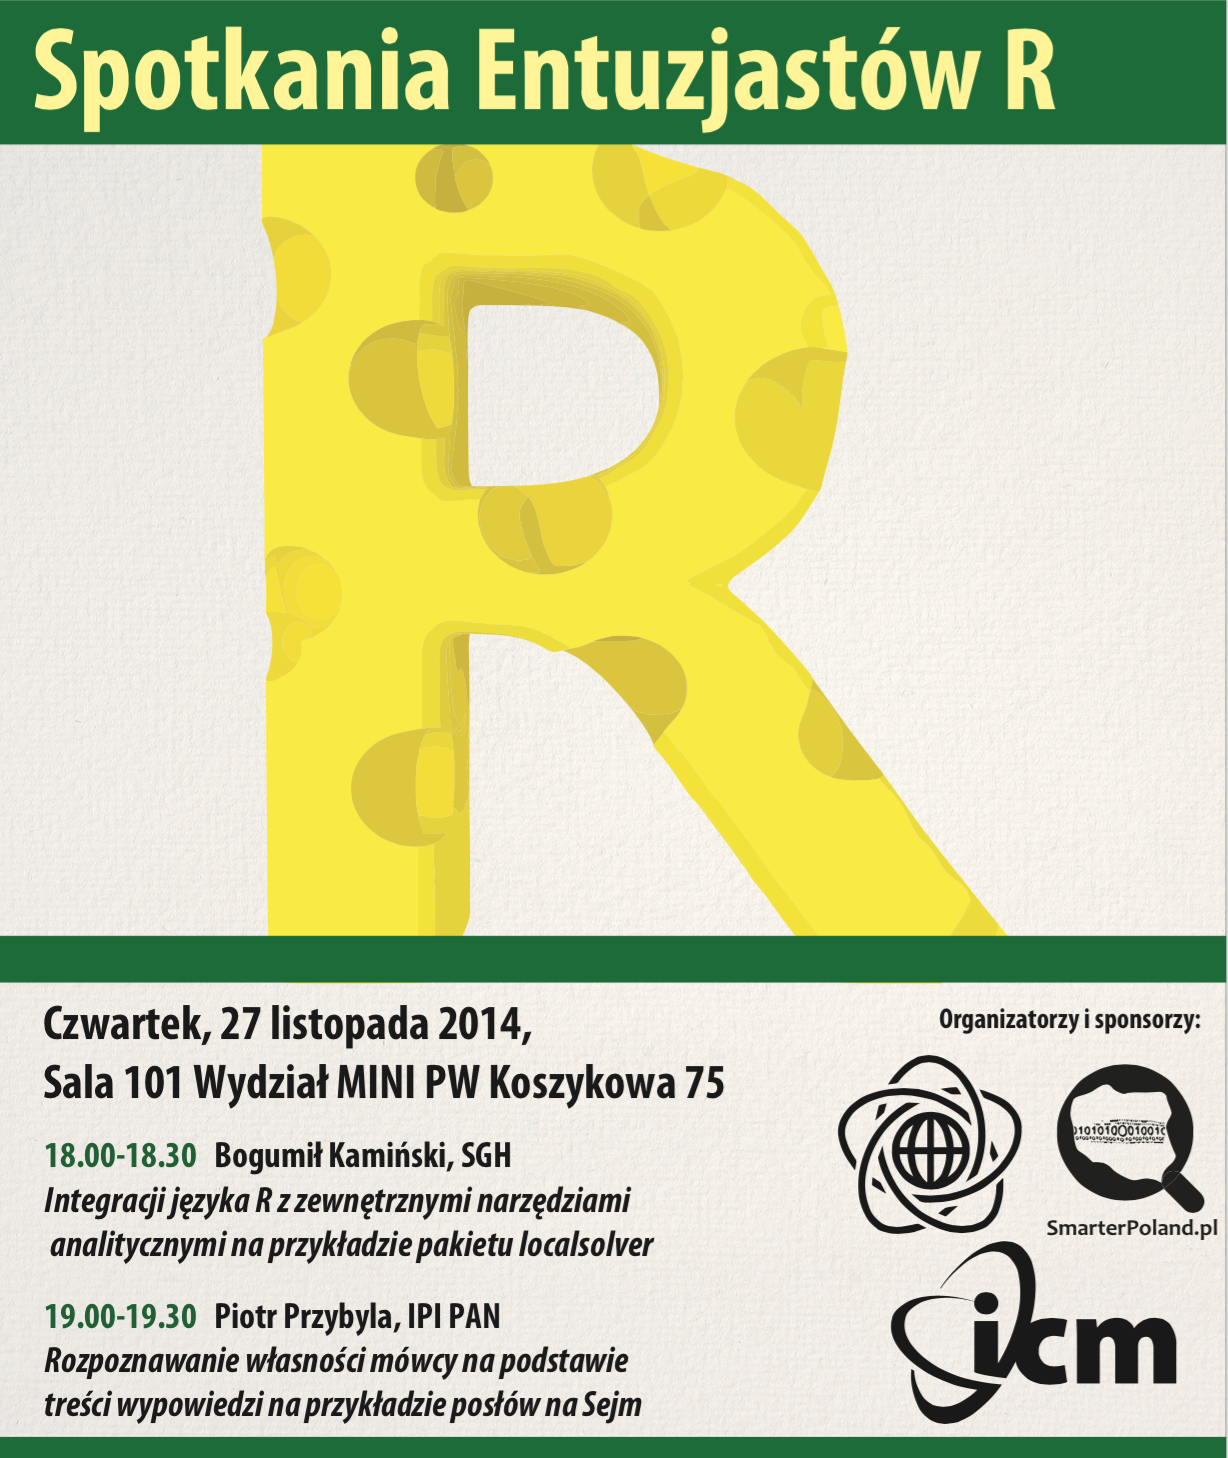 Spotkania Entuzjastów R
Czwartek, 27 listopada 2014,
Sala 101 Wydział MINI PW Koszykowa 75
18.00-18.30 Bogumił Kamiński, SGH
Integracji języka R z zewnętrznymi narzędziami
analitycznymi na przykładzie pakietu localsolver
19.00-19.30 Piotr Przybyla, IPI PAN
Rozpoznawanie własności mówcy na podstawie
treści wypowiedzi na przykładzie posłów na Sejm
Organizatorzy i sponsorzy:
SmarterPoland.pl
icm